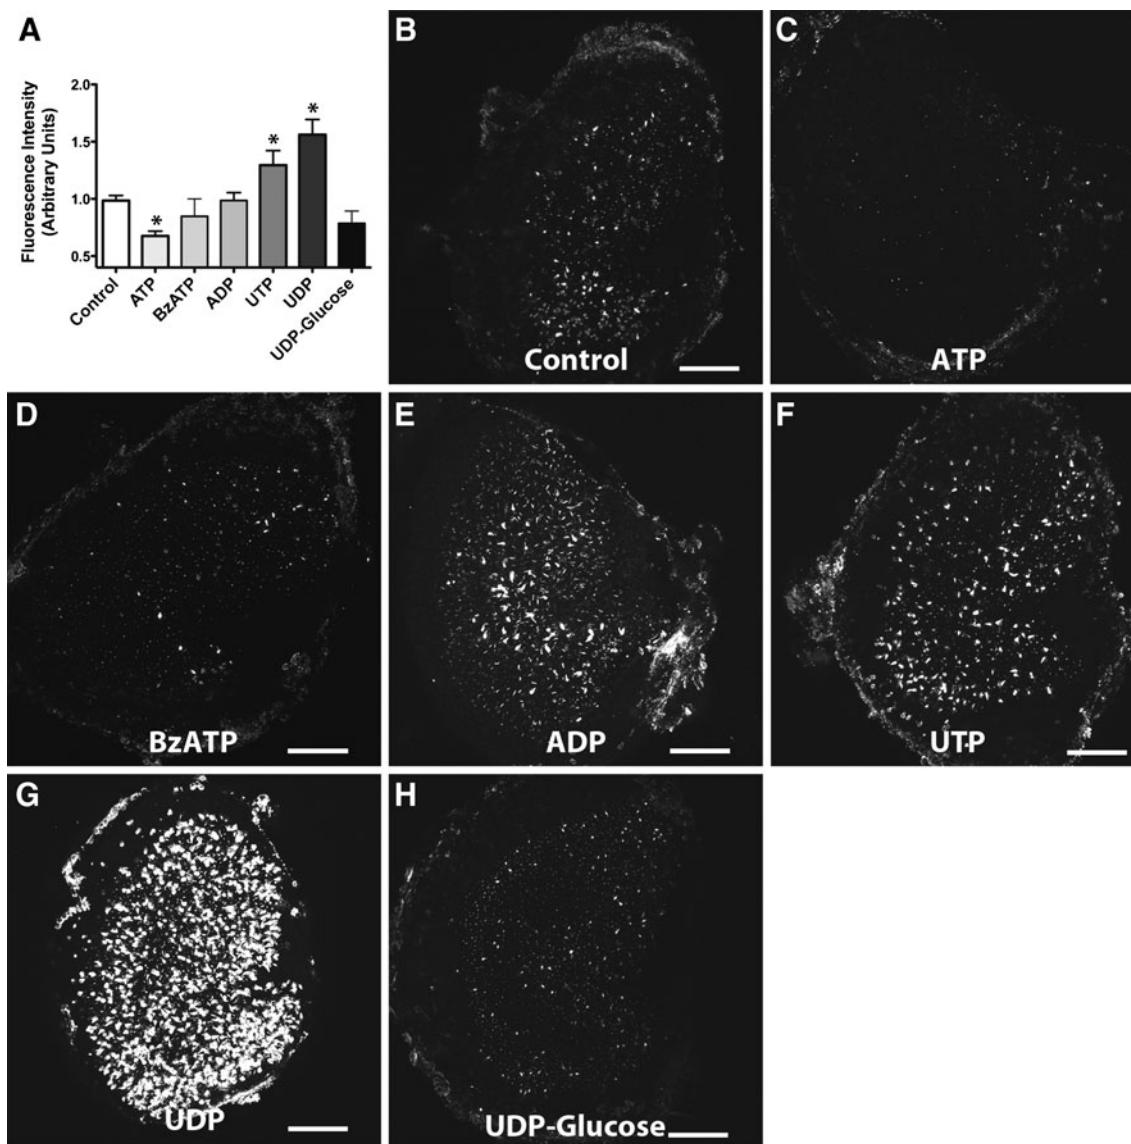 A
Fluorescence Intensity
(Arbitrary Units)
2.0
1.5
1.0
0.5
*
*
*
Control
ATP
BzATP
ADP
UTP
UDP
UDP-Glucose
B
Control
C
ATP
D
BzATP
E
ADP
F
UTP
G
UDP
H
UDP-Glucose